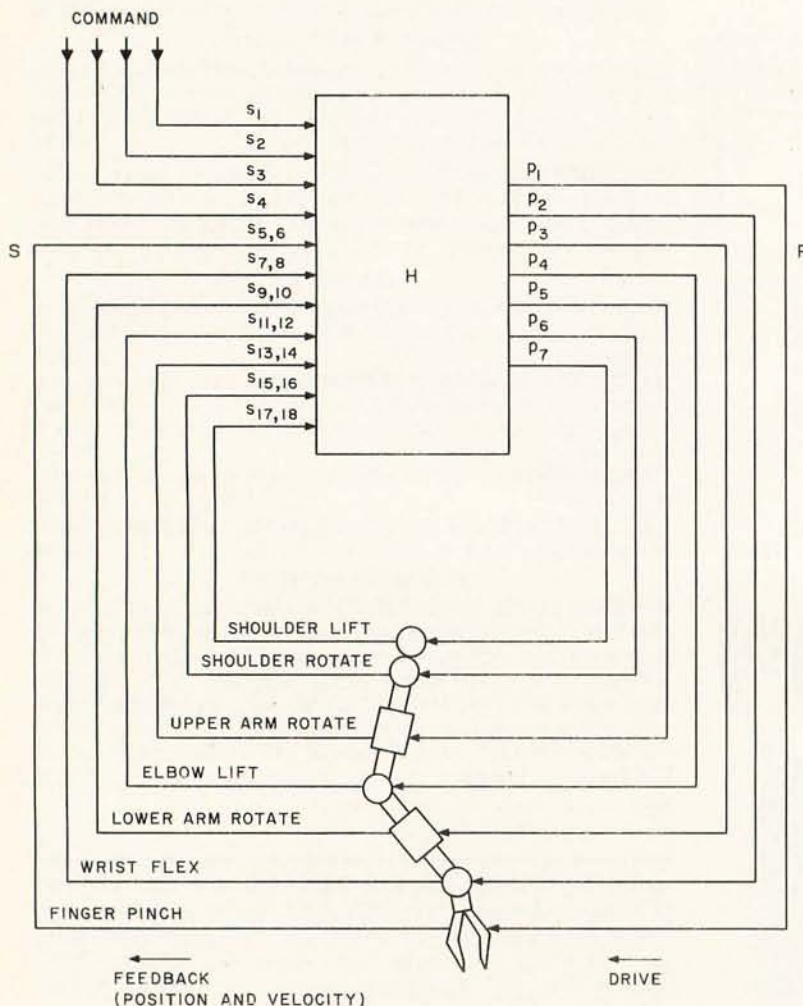 COMMAND
s1
s2
s3
s4
s5,6
s7,8
s9,10
s11,12
s13,14
s15,16
s17,18
S
H
p1
p2
p3
p4
p5
p6
p7
P
SHOULDER LIFT
SHOULDER ROTATE
UPPER ARM ROTATE
ELBOW LIFT
LOWER ARM ROTATE
WRIST FLEX
FINGER PINCH
FEEDBACK
(POSITION AND VELOCITY)
DRIVE